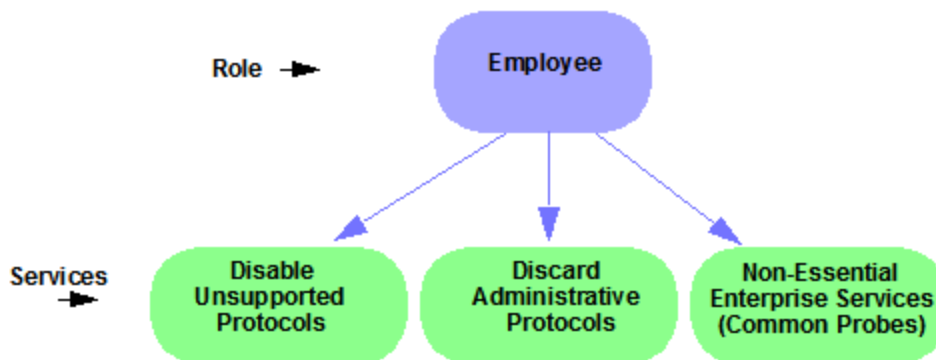 Role
Employee
Services
Disable
Unsupported
Protocols
Discard
Administrative
Protocols
Non-Essential
Enterprise Services
(Common Probes)